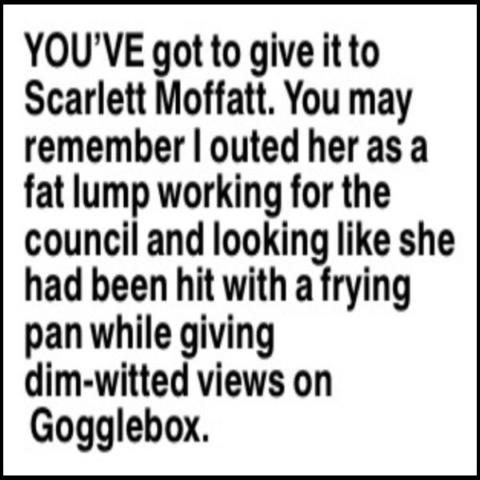 YOU'VE got to give it to
Scarlett Moffatt. You may
remember I outed her as a
fat lump working for the
council and looking like she
had been hit with a frying
pan while giving
dim-witted views on
Gogglebox.